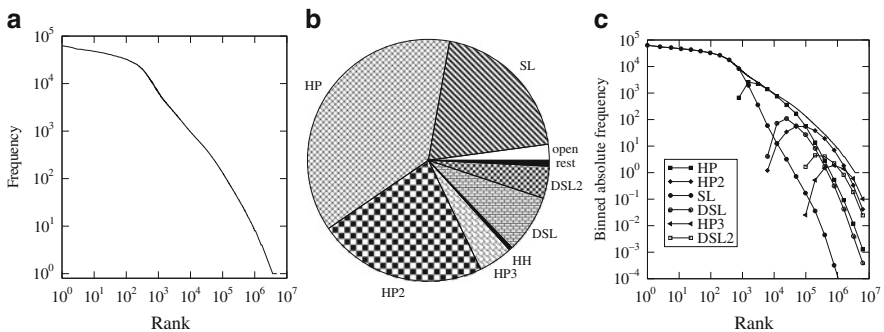 a
Frequency
10^5
10^4
10^3
10^2
10^1
10^0
10^0 10^1 10^2 10^3 10^4 10^5 10^6 10^7
Rank
b
HP
SL
open
rest
DSL2
DSL
HH
HP3
HP2
c
Binned absolute frequency
10^5
10^4
10^3
10^2
10^1
10^0
10^−1
10^−2
10^−3
10^−4
HP
HP2
SL
DSL
HP3
DSL2
10^0 10^1 10^2 10^3 10^4 10^5 10^6 10^7
Rank